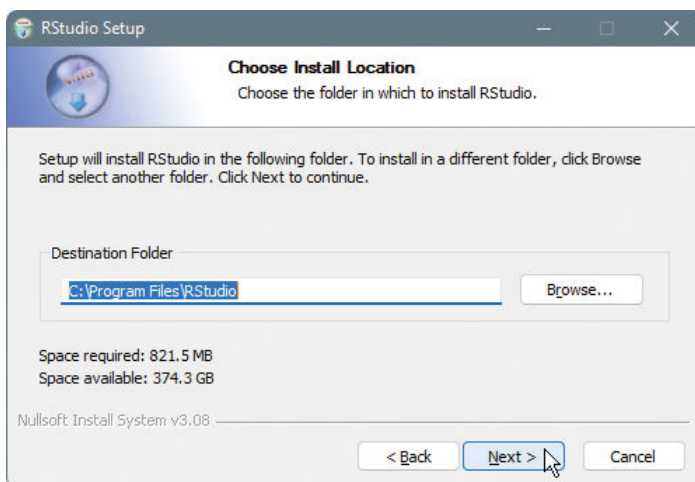 RStudio Setup
Choose Install Location
Choose the folder in which to install RStudio.
Setup will install RStudio in the following folder. To install in a different folder, click Browse
and select another folder. Click Next to continue.
Destination Folder
C:\Program Files\RStudio
Browse...
Space required: 821.5 MB
Space available: 374.3 GB
Nullsoft Install System v3.08
< Back
Next >
Cancel